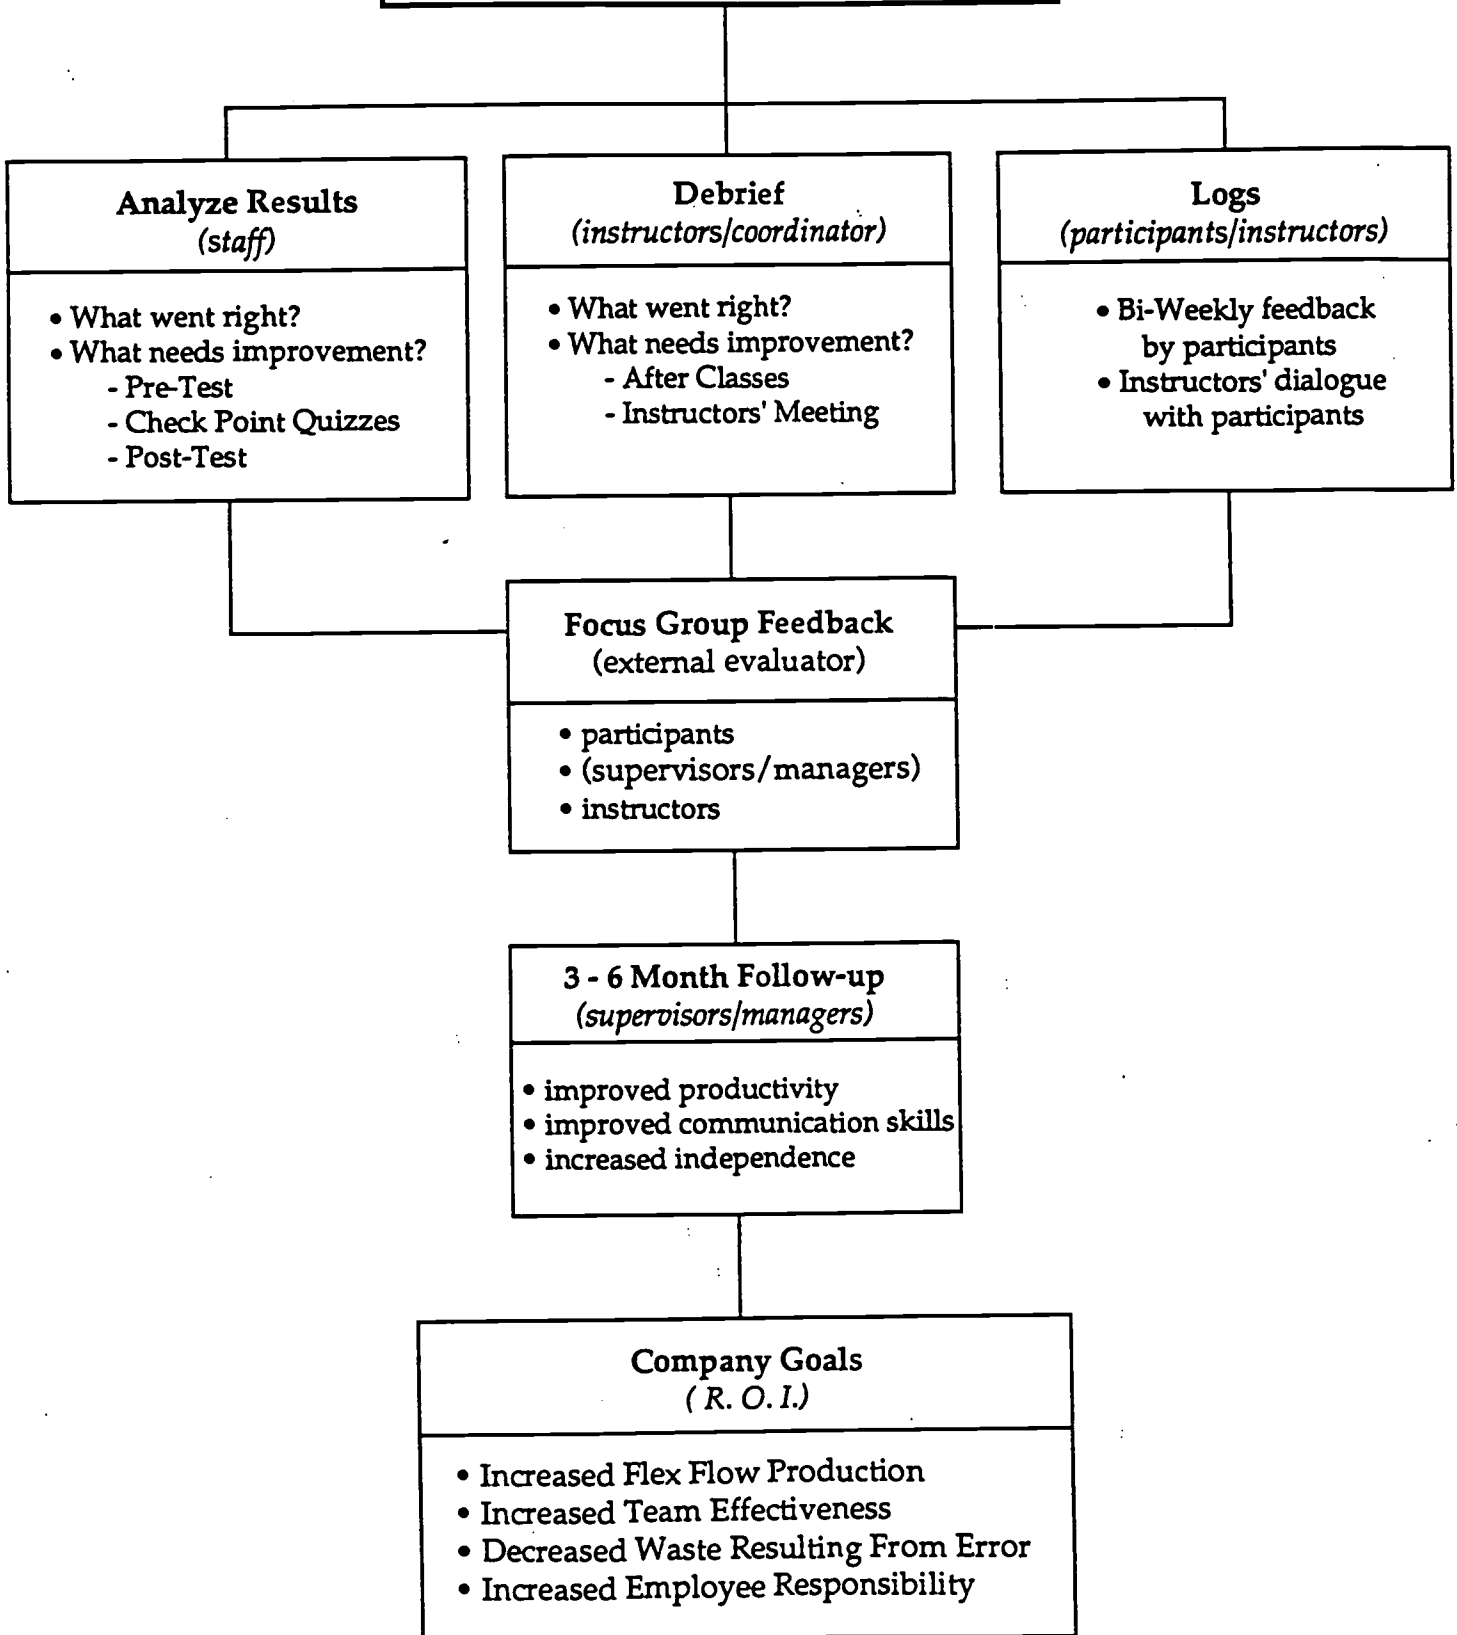 Analyze Results
(staff)
• What went right?
• What needs improvement?
- Pre-Test
- Check Point Quizzes
- Post-Test
Debrief
(instructors/coordinator)
• What went right?
• What needs improvement?
- After Classes
- Instructors' Meeting
Logs
(participants/instructors)
• Bi-Weekly feedback
by participants
• Instructors' dialogue
with participants
Focus Group Feedback
(external evaluator)
• participants
• (supervisors/managers)
• instructors
3 - 6 Month Follow-up
(supervisors/managers)
• improved productivity
• improved communication skills
• increased independence
Company Goals
( R. O. I.)
• Increased Flex Flow Production
• Increased Team Effectiveness
• Decreased Waste Resulting From Error
• Increased Employee Responsibility